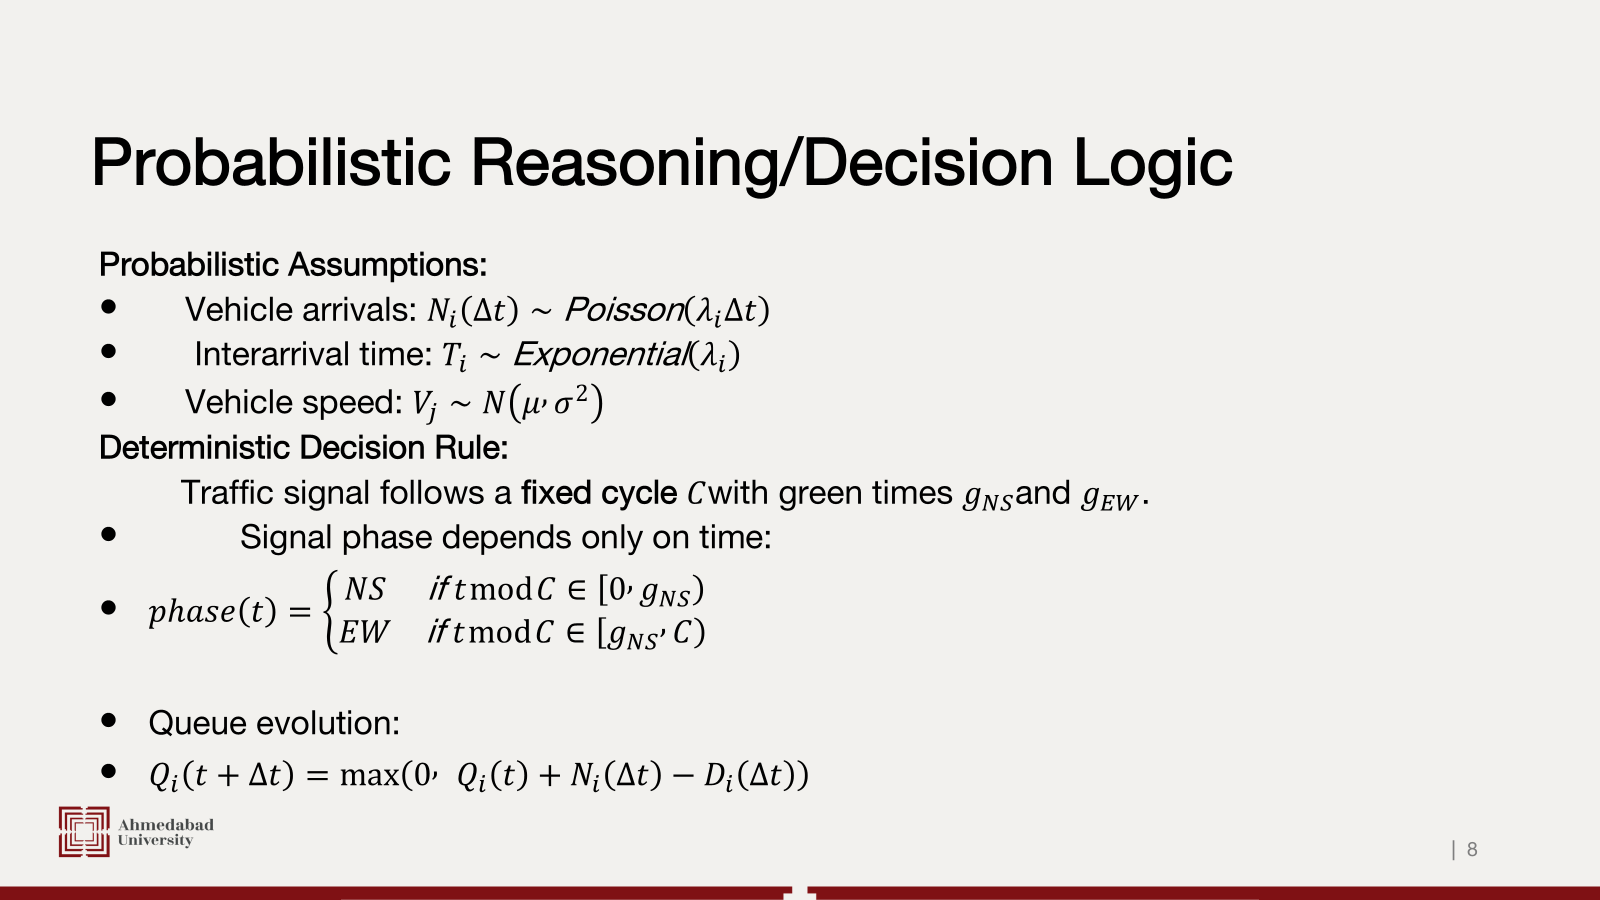 Probabilistic Reasoning/Decision Logic
Probabilistic Assumptions:
● Vehicle arrivals: 𝑁ᵢ(Δ𝑡) ~ Poisson(𝜆ᵢΔ𝑡)
● Interarrival time: 𝑇ᵢ ~ Exponential(𝜆ᵢ)
● Vehicle speed: 𝑉ⱼ ~ 𝑁(𝜇, 𝜎²)
Deterministic Decision Rule:
Traffic signal follows a fixed cycle 𝐶with green times 𝑔_𝑁𝑆and 𝑔_𝐸𝑊.
● Signal phase depends only on time:
● 𝑝ℎ𝑎𝑠𝑒(𝑡) = { 𝑁𝑆 if 𝑡 mod 𝐶 ∈ [0, 𝑔_𝑁𝑆)
𝐸𝑊 if 𝑡 mod 𝐶 ∈ [𝑔_𝑁𝑆, 𝐶)
● Queue evolution:
● 𝑄ᵢ(𝑡 + Δ𝑡) = max(0, 𝑄ᵢ(𝑡) + 𝑁ᵢ(Δ𝑡) − 𝐷ᵢ(Δ𝑡))
Ahmedabad
University
| 8